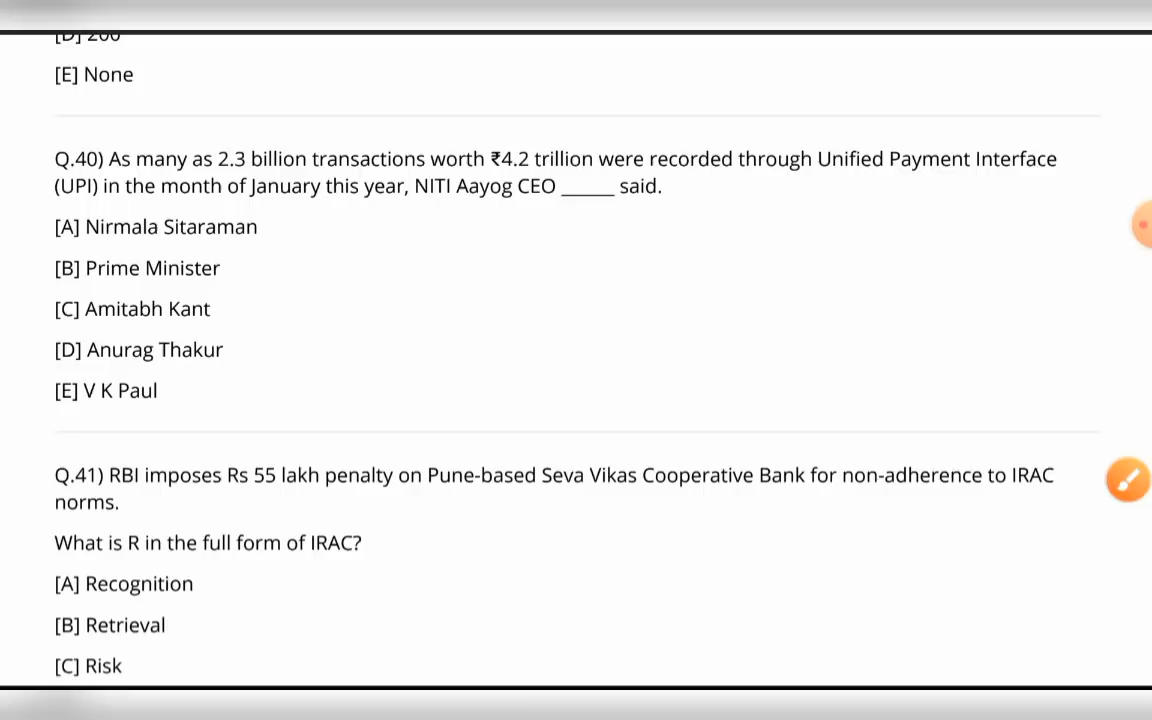 [D] 200
[E] None
Q.40) As many as 2.3 billion transactions worth ₹4.2 trillion were recorded through Unified Payment Interface
(UPI) in the month of January this year, NITI Aayog CEO _____ said.
[A] Nirmala Sitaraman
[B] Prime Minister
[C] Amitabh Kant
[D] Anurag Thakur
[E] V K Paul
Q.41) RBI imposes Rs 55 lakh penalty on Pune-based Seva Vikas Cooperative Bank for non-adherence to IRAC
norms.
What is R in the full form of IRAC?
[A] Recognition
[B] Retrieval
[C] Risk